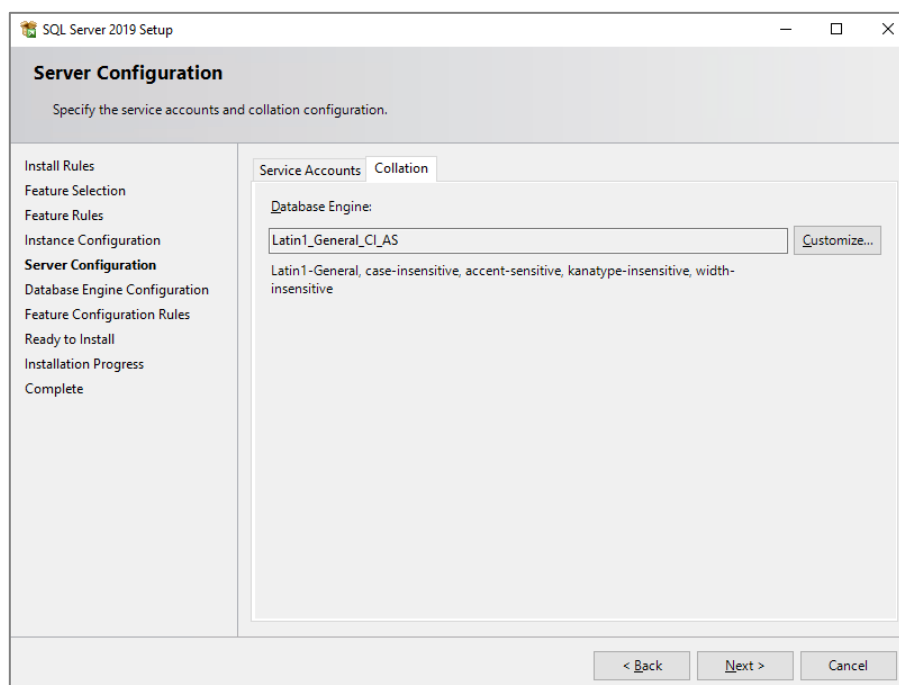 SQL Server 2019 Setup
Server Configuration
Specify the service accounts and collation configuration.
Install Rules
Feature Selection
Feature Rules
Instance Configuration
Server Configuration
Database Engine Configuration
Feature Configuration Rules
Ready to Install
Installation Progress
Complete
Service Accounts
Collation
Database Engine:
Latin1_General_CI_AS
Customize...
Latin1-General, case-insensitive, accent-sensitive, kanatype-insensitive, width-
insensitive
< Back
Next >
Cancel